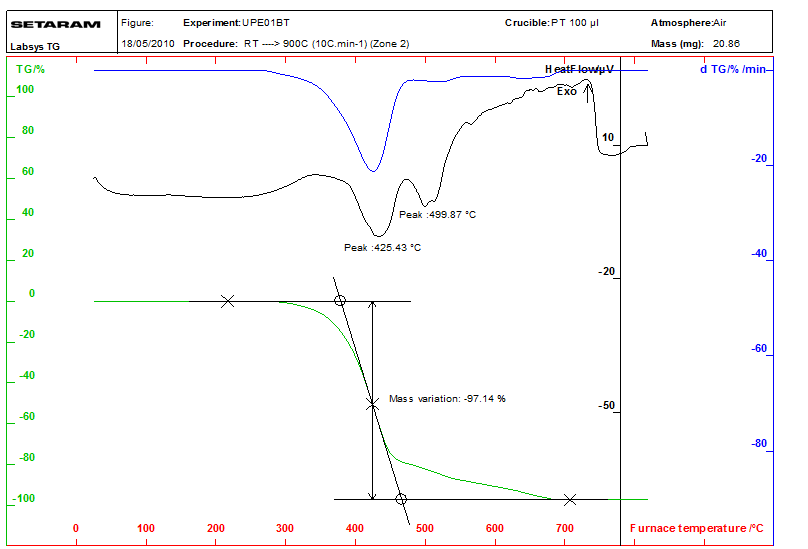 SETARAM Figure: Experiment:UPE01BT Crucible:PT 100 µl Atmosphere:Air
Labsys TG 18/05/2010 Procedure: RT ----> 900C (10C.min-1) (Zone 2) Mass (mg): 20.86
TG/% HeatFlow/µV d TG/% /min
Exo
100
80
10
-20
60
40
Peak :499.87 °C
20
Peak :425.43 °C
-40
0
-20
-20
-40
-60
Mass variation: -97.14 %
-50
-60
-80
-80
-100
0 100 200 300 400 500 600 700 Furnace temperature /°C